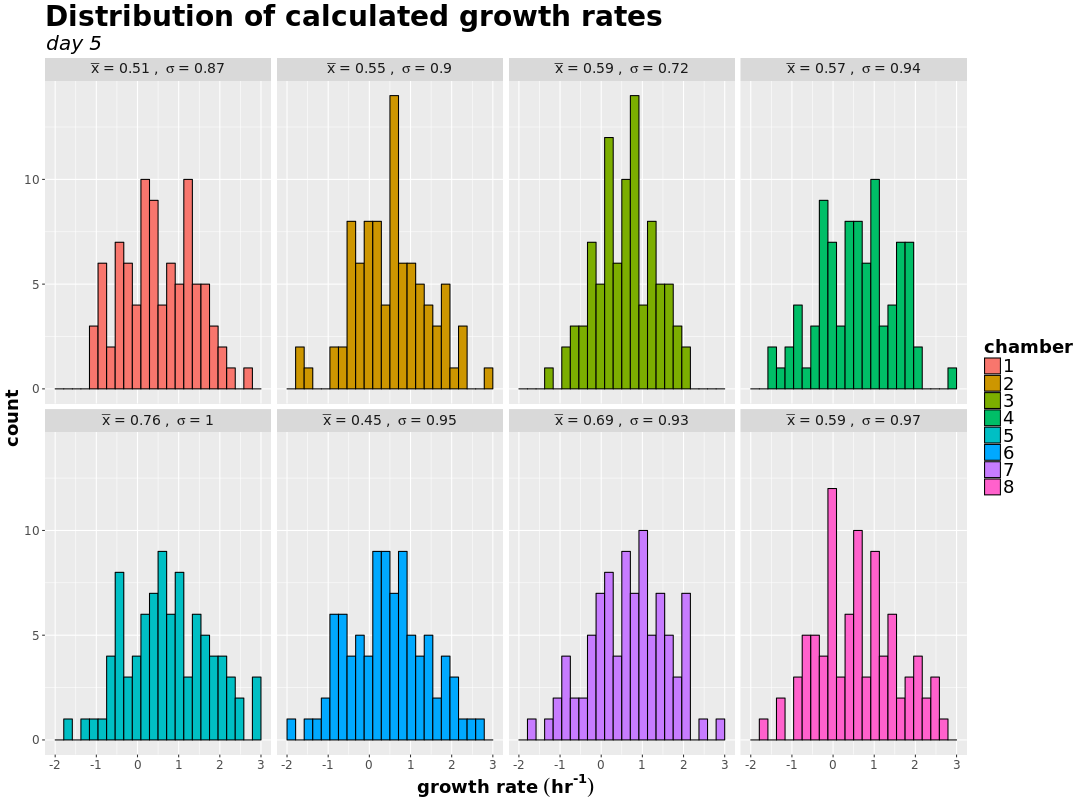 Distribution of calculated growth rates
day 5
x̅ = 0.51 , σ = 0.87
x̅ = 0.55 , σ = 0.9
x̅ = 0.59 , σ = 0.72
x̅ = 0.57 , σ = 0.94
10
5
0
x̅ = 0.76 , σ = 1
x̅ = 0.45 , σ = 0.95
x̅ = 0.69 , σ = 0.93
x̅ = 0.59 , σ = 0.97
10
5
0
-2 -1 0 1 2 3
-2 -1 0 1 2 3
-2 -1 0 1 2 3
-2 -1 0 1 2 3
count
growth rate (hr⁻¹)
chamber
1
2
3
4
5
6
7
8